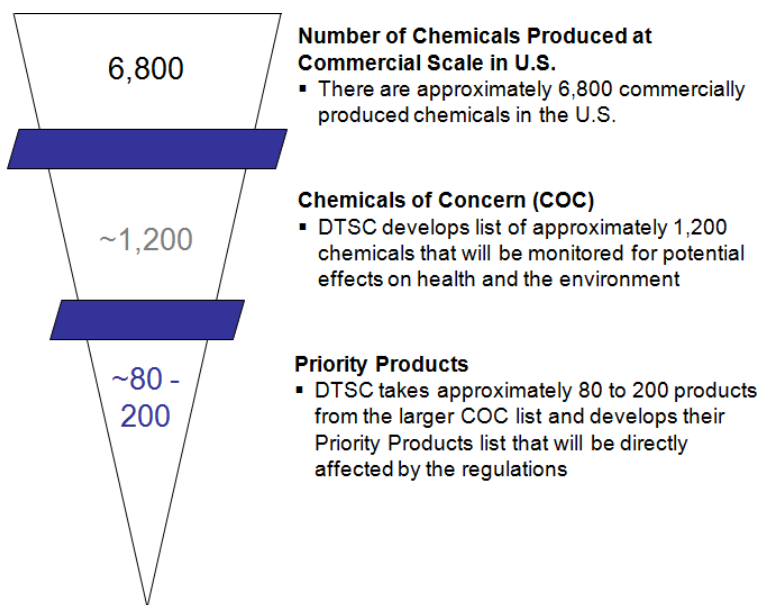 6,800
Number of Chemicals Produced at
Commercial Scale in U.S.
▪ There are approximately 6,800 commercially
produced chemicals in the U.S.
~1,200
Chemicals of Concern (COC)
▪ DTSC develops list of approximately 1,200
chemicals that will be monitored for potential
effects on health and the environment
~80 -
200
Priority Products
▪ DTSC takes approximately 80 to 200 products
from the larger COC list and develops their
Priority Products list that will be directly
affected by the regulations